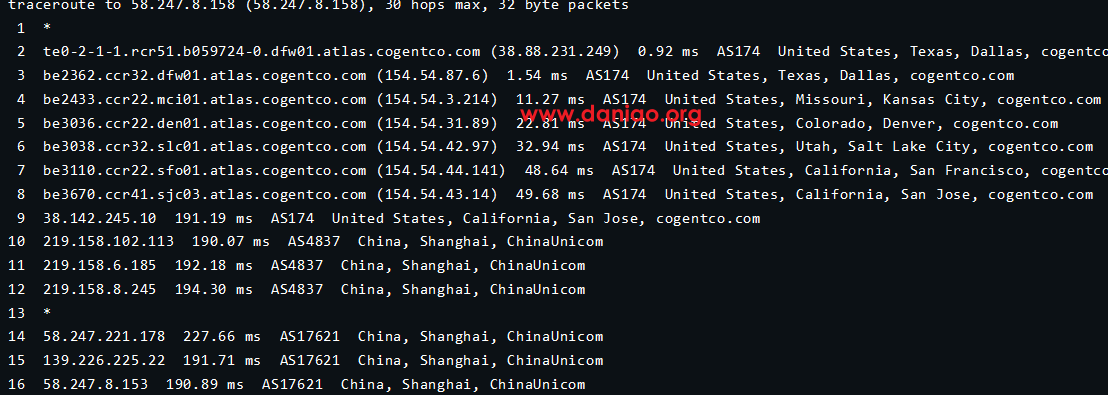 traceroute to 58.247.8.158 (58.247.8.158), 30 hops max, 32 byte packets
1 *
2 te0-2-1-1.rcr51.b059724-0.dfw01.atlas.cogentco.com (38.88.231.249) 0.92 ms AS174 United States, Texas, Dallas, cogentco
3 be2362.ccr32.dfw01.atlas.cogentco.com (154.54.87.6) 1.54 ms AS174 United States, Texas, Dallas, cogentco.com
4 be2433.ccr22.mci01.atlas.cogentco.com (154.54.3.214) 11.27 ms AS174 United States, Missouri, Kansas City, cogentco.com
www.danigo.org
5 be3036.ccr22.den01.atlas.cogentco.com (154.54.31.89) 22.81 ms AS174 United States, Colorado, Denver, cogentco.com
6 be3038.ccr32.slc01.atlas.cogentco.com (154.54.42.97) 32.94 ms AS174 United States, Utah, Salt Lake City, cogentco.com
7 be3110.ccr22.sfo01.atlas.cogentco.com (154.54.44.141) 48.64 ms AS174 United States, California, San Francisco, cogentco
8 be3670.ccr41.sjc03.atlas.cogentco.com (154.54.43.14) 49.68 ms AS174 United States, California, San Jose, cogentco.com
9 38.142.245.10 191.19 ms AS174 United States, California, San Jose, cogentco.com
10 219.158.102.113 190.07 ms AS4837 China, Shanghai, ChinaUnicom
11 219.158.6.185 192.18 ms AS4837 China, Shanghai, ChinaUnicom
12 219.158.8.245 194.30 ms AS4837 China, Shanghai, ChinaUnicom
13 *
14 58.247.221.178 227.66 ms AS17621 China, Shanghai, ChinaUnicom
15 139.226.225.22 191.71 ms AS17621 China, Shanghai, ChinaUnicom
16 58.247.8.153 190.89 ms AS17621 China, Shanghai, ChinaUnicom